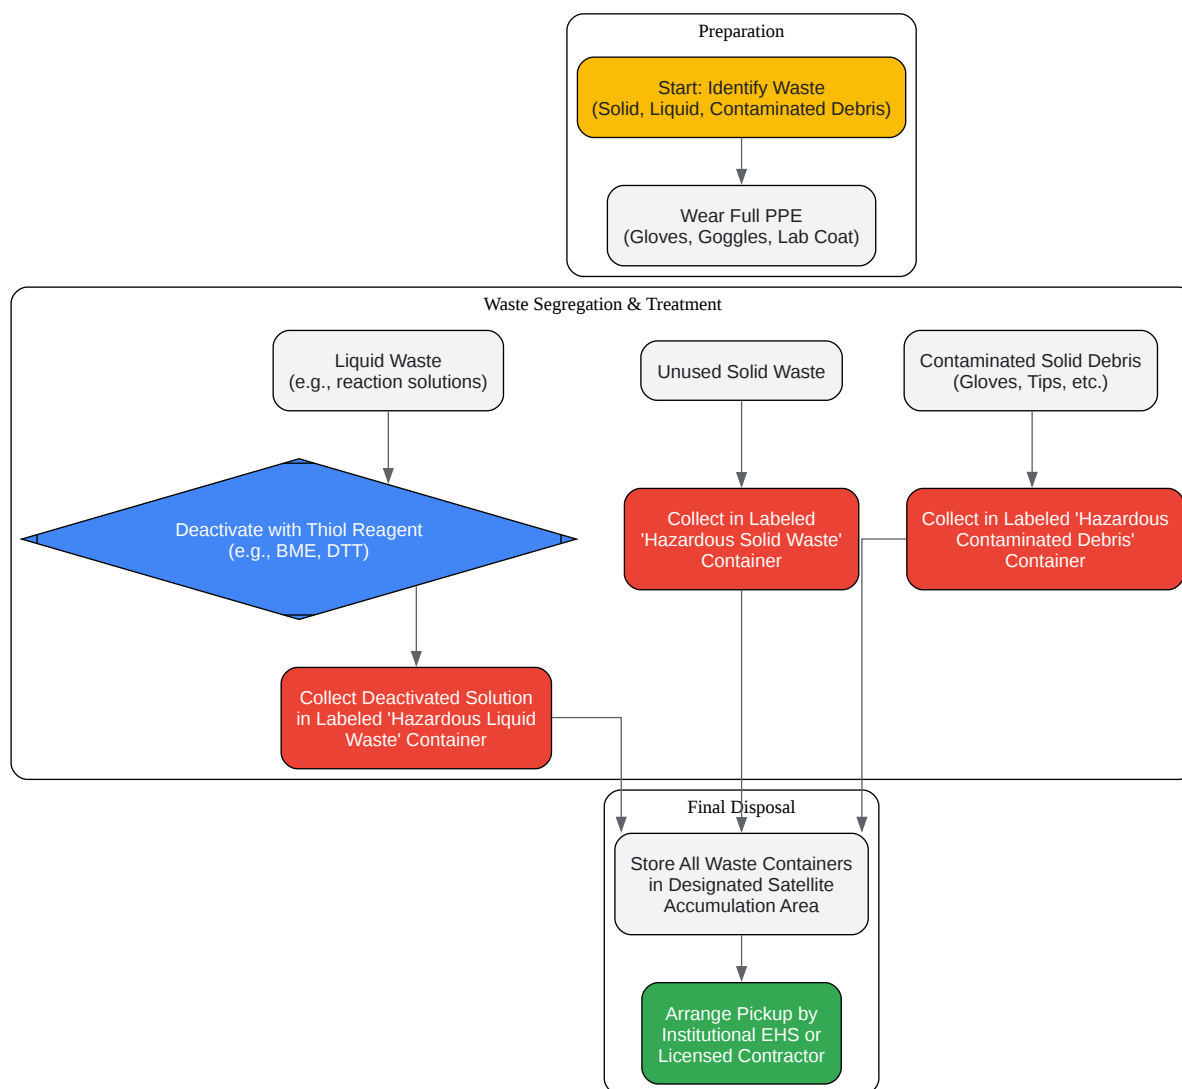 Preparation
Start: Identify Waste
(Solid, Liquid, Contaminated Debris)
Wear Full PPE
(Gloves, Goggles, Lab Coat)
Waste Segregation & Treatment
Liquid Waste
(e.g., reaction solutions)
Unused Solid Waste
Contaminated Solid Debris
(Gloves, Tips, etc.)
Deactivate with Thiol Reagent
(e.g., BME, DTT)
Collect in Labeled
'Hazardous Solid Waste'
Container
Collect in Labeled 'Hazardous
Contaminated Debris'
Container
Collect Deactivated Solution
in Labeled 'Hazardous Liquid
Waste' Container
Final Disposal
Store All Waste Containers
in Designated Satellite
Accumulation Area
Arrange Pickup by
Institutional EHS or
Licensed Contractor